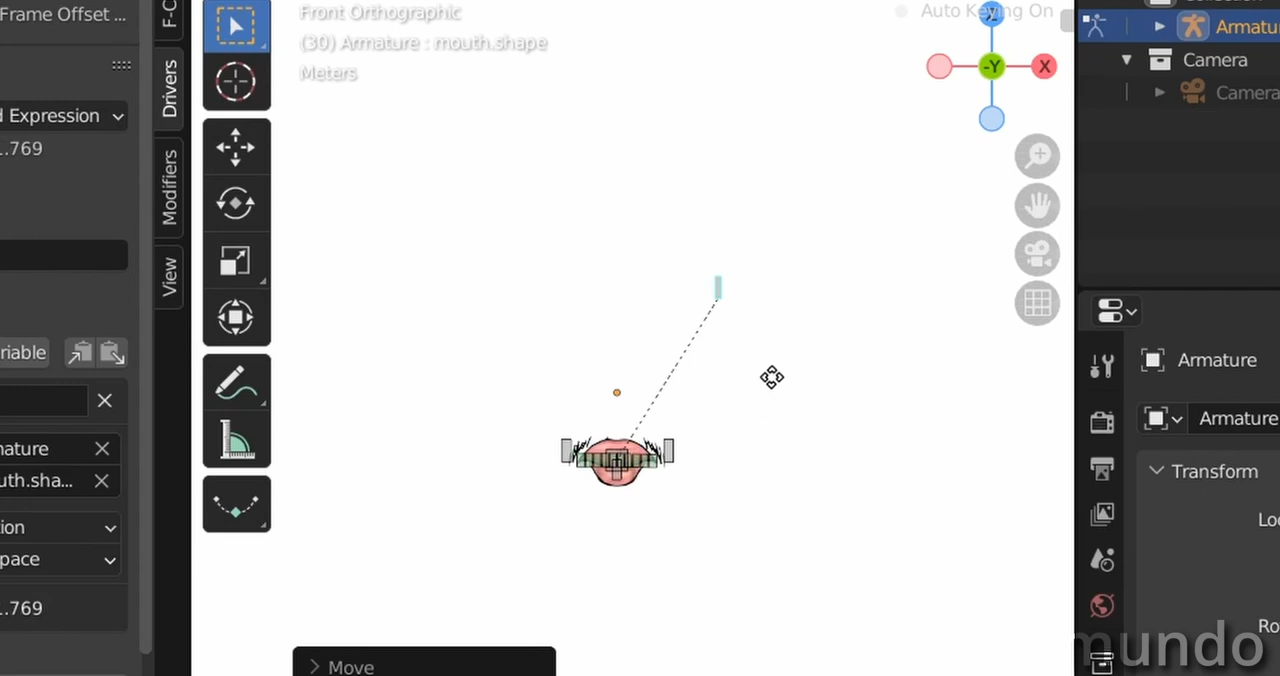 Frame Offset ...
F-C
Drivers
Modifiers
View
d Expression
.769
riable
nature
uth.sha...
tion
pace
.769
Front Orthographic
(30) Armature : mouth.shape
Meters
Auto Keying On
Z
-Y
X
Move
Armatu
Camera
Camera
Armature
Armature
Transform
Lo
Ro
mundo